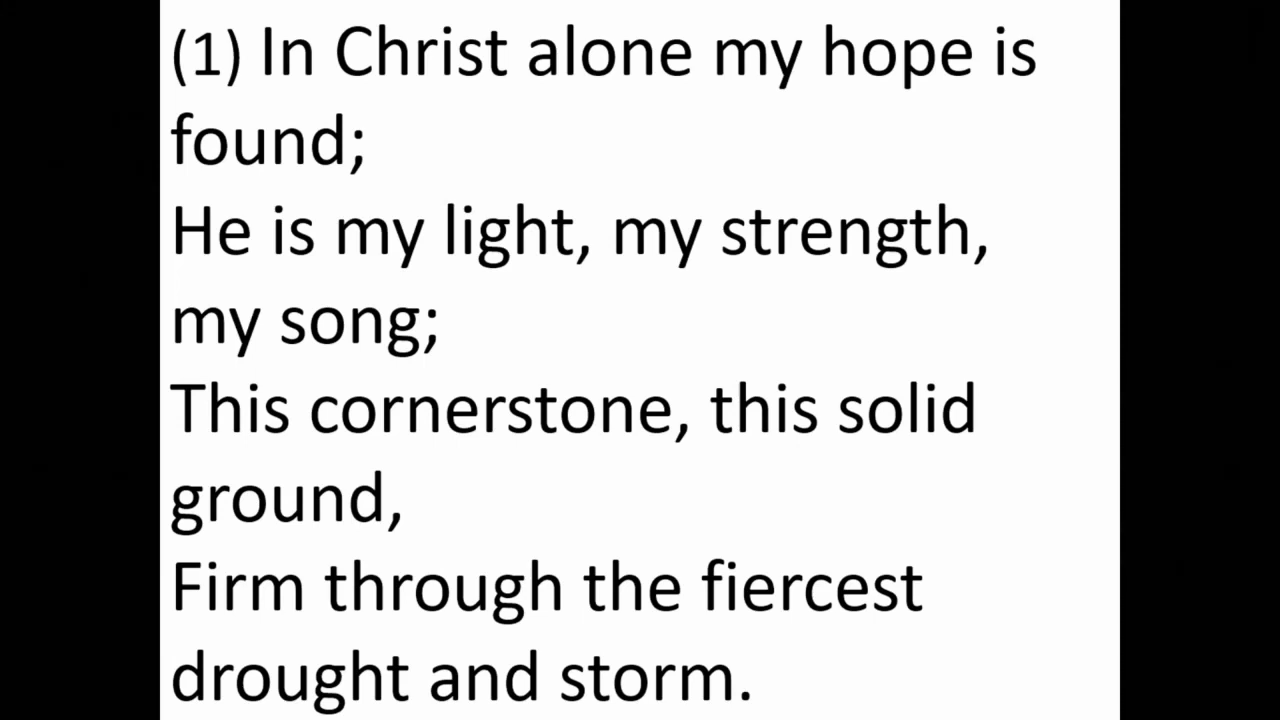 (1) In Christ alone my hope is
found;
He is my light, my strength,
my song;
This cornerstone, this solid
ground,
Firm through the fiercest
drought and storm.